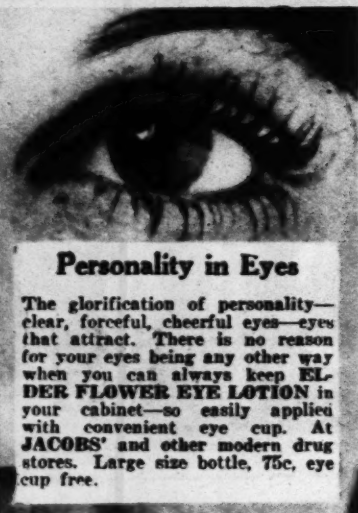 Personality in Eyes
The glorification of personality—
clear, forceful, cheerful eyes—eyes
that attract. There is no reason
for your eyes being any other way
when you can always keep EL-
DER FLOWER EYE LOTION in
your cabinet—so easily applied
with convenient eye cup. At
JACOBS' and other modern drug
stores. Large size bottle, 75c, eye
cup free.